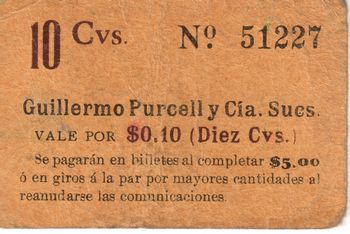 10 Cvs. Nº 51227
Guillermo Purcell y Cía. Sucs.
VALE POR $0.10 (Diez Cvs.)
Se pagarán en billetes al completar $5.00
ó en giros á la par por mayores cantidades al
reanudarse las comunicaciones.